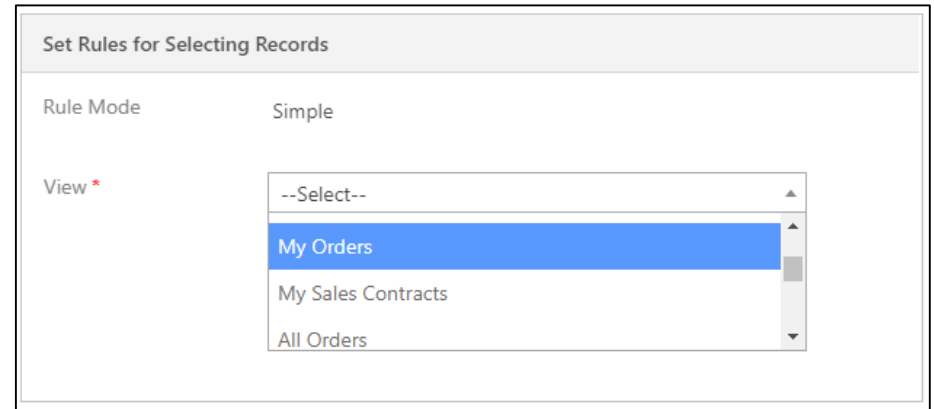 Set Rules for Selecting Records
Rule Mode Simple
View * --Select--
My Orders
My Sales Contracts
All Orders